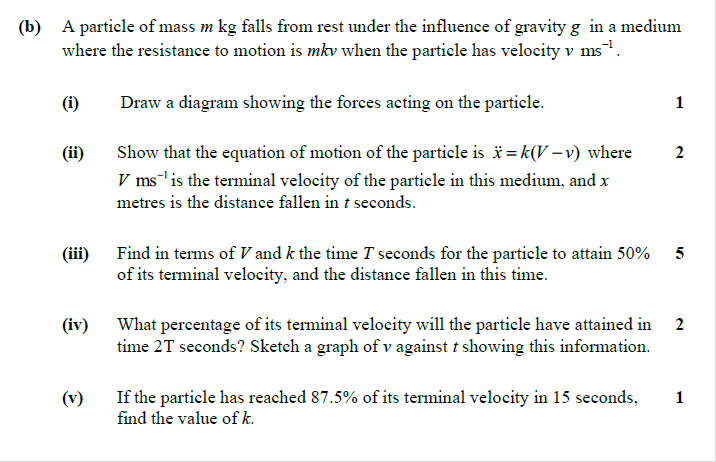 (b) A particle of mass m kg falls from rest under the influence of gravity g in a medium
where the resistance to motion is mkv when the particle has velocity v ms⁻¹.
(i) Draw a diagram showing the forces acting on the particle. 1
(ii) Show that the equation of motion of the particle is ẍ = k(V – v) where 2
V ms⁻¹ is the terminal velocity of the particle in this medium, and x
metres is the distance fallen in t seconds.
(iii) Find in terms of V and k the time T seconds for the particle to attain 50% 5
of its terminal velocity, and the distance fallen in this time.
(iv) What percentage of its terminal velocity will the particle have attained in 2
time 2T seconds? Sketch a graph of v against t showing this information.
(v) If the particle has reached 87.5% of its terminal velocity in 15 seconds, 1
find the value of k.